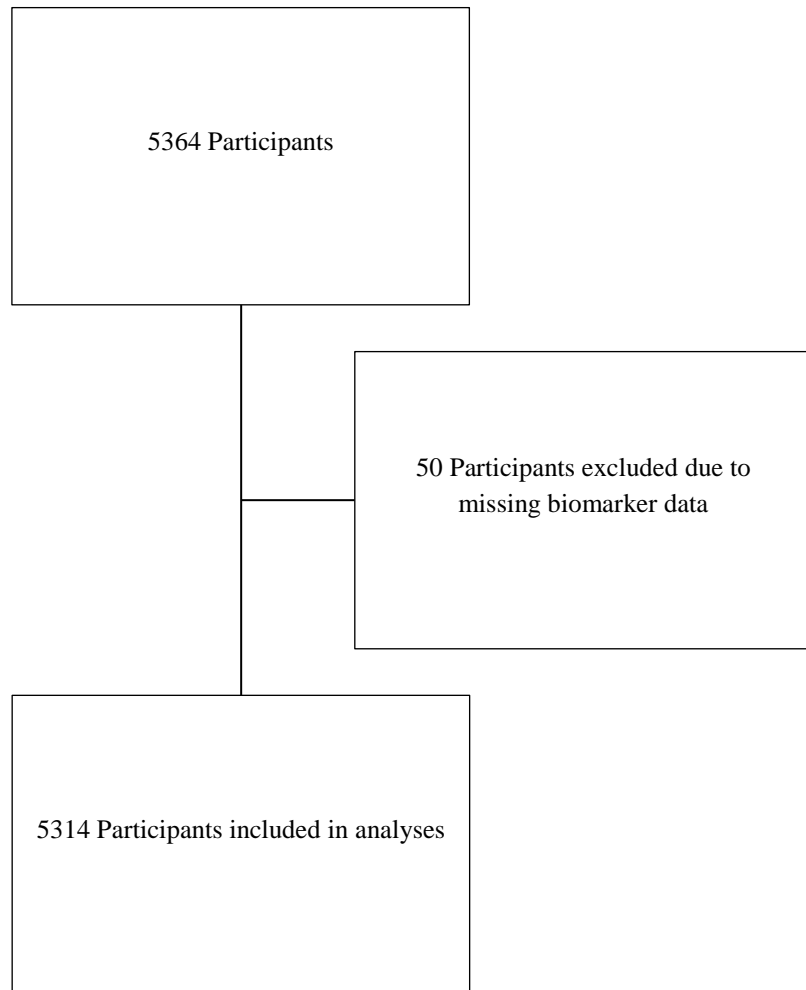 5364 Participants
50 Participants excluded due to
missing biomarker data
5314 Participants included in analyses